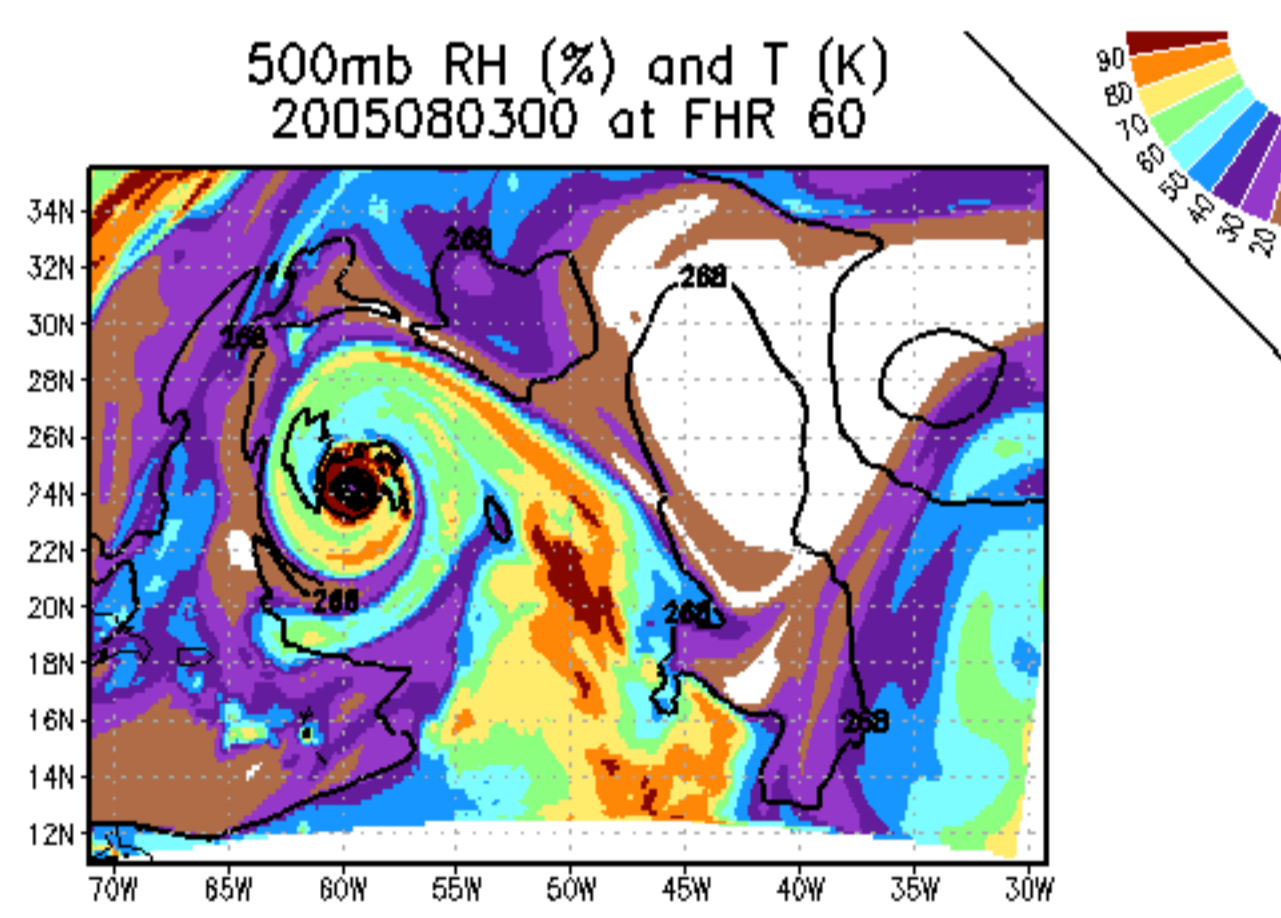 500mb RH (%) and T (K)
2005080300 at FHR 60
90
80
70
60
50
40
30
20
34N
32N
30N
28N
26N
24N
22N
20N
18N
16N
14N
12N
268
268
268
268
268
268
70W
65W
60W
55W
50W
45W
40W
35W
30W